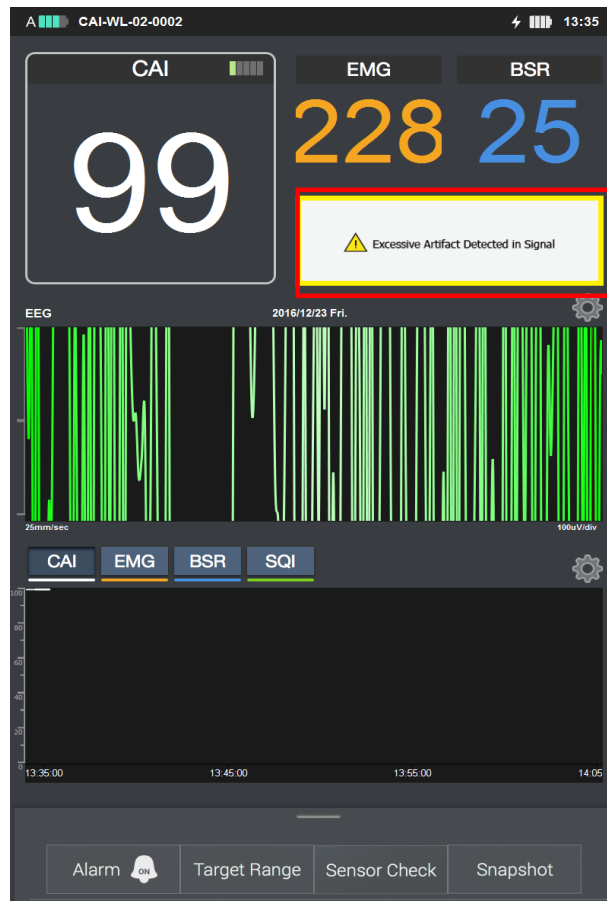 A CAI-WL-02-0002 13:35
CAI EMG BSR
99 228 25
Excessive Artifact Detected in Signal
EEG 2016/12/23 Fri.
25mm/sec 100uV/div
CAI EMG BSR SQI
100
80
60
40
20
0
13:35:00 13:45:00 13:55:00 14:05
Alarm ON Target Range Sensor Check Snapshot